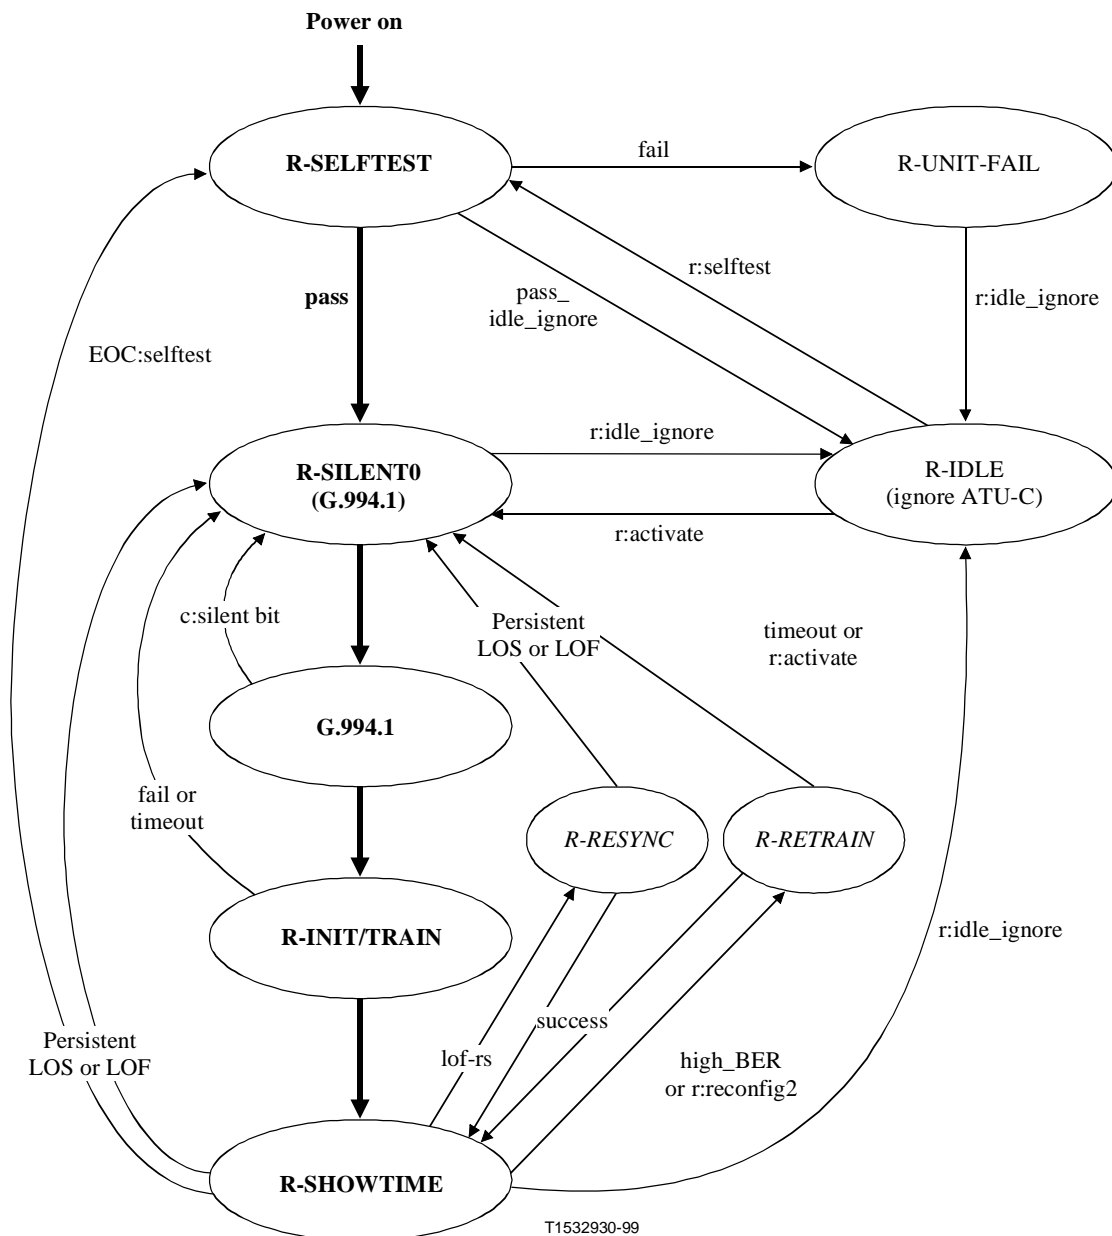 Power on
R-SELFTEST
fail
R-UNIT-FAIL
r:selftest
pass_
idle_ignore
pass
r:idle_ignore
EOC:selftest
r:idle_ignore
R-SILENT0
(G.994.1)
R-IDLE
(ignore ATU-C)
r:activate
c:silent bit
Persistent
LOS or LOF
timeout or
r:activate
G.994.1
fail or
timeout
R-RESYNC
R-RETRAIN
R-INIT/TRAIN
r:idle_ignore
success
Persistent
LOS or LOF
lof-rs
high_BER
or r:reconfig2
R-SHOWTIME
T1532930-99